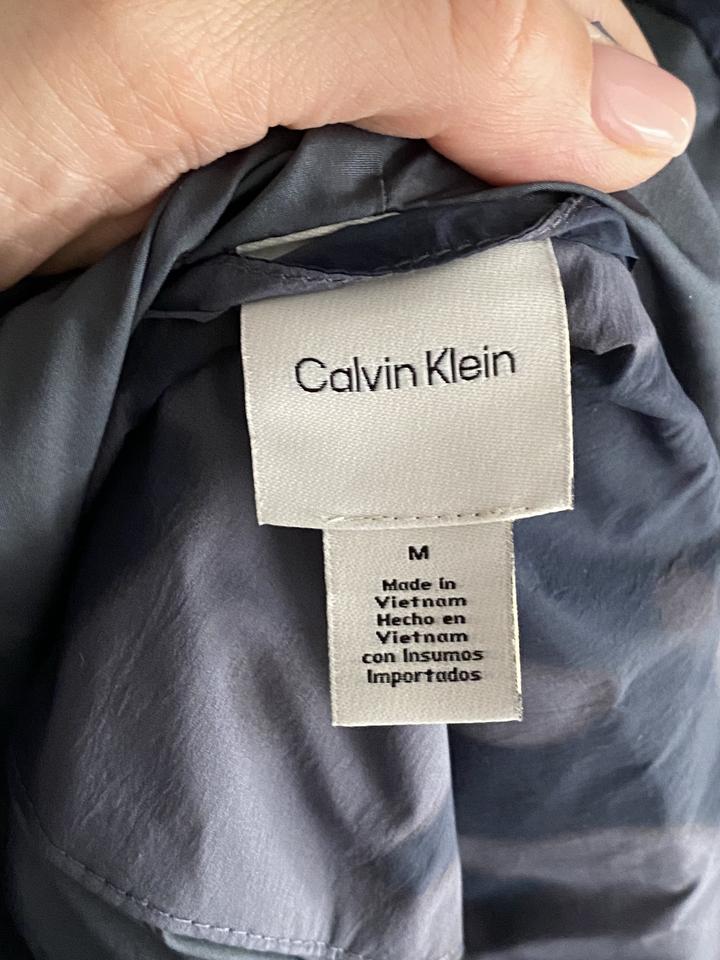 Calvin Klein
M
Made in
Vietnam
Hecho en
Vietnam
con Insumos
Importados